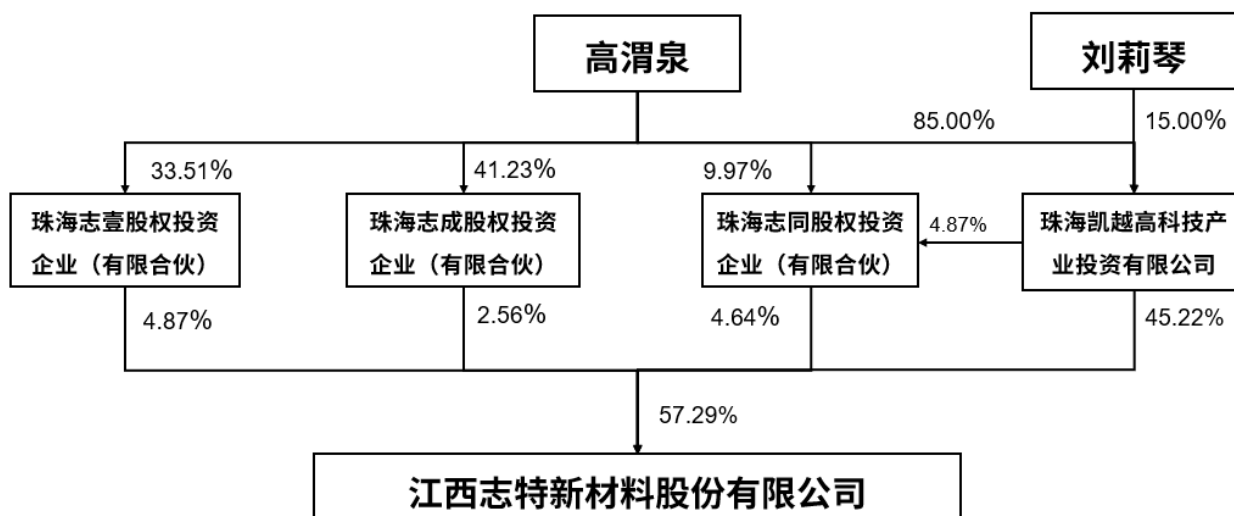 高渭泉
刘莉琴
85.00%
15.00%
33.51%
41.23%
9.97%
珠海志壹股权投资
企业（有限合伙）
珠海志成股权投资
企业（有限合伙）
珠海志同股权投资
企业（有限合伙）
4.87%
珠海凯越高科技产
业投资有限公司
4.87%
2.56%
4.64%
45.22%
57.29%
江西志特新材料股份有限公司